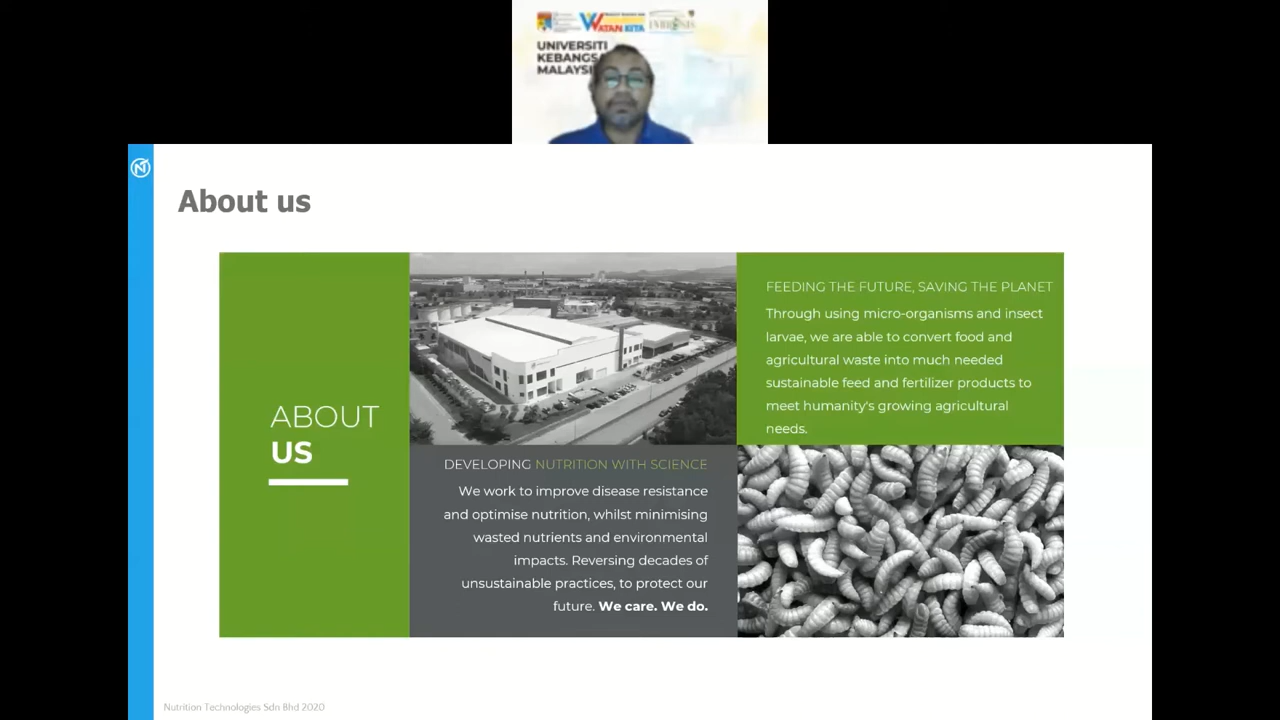 WATAN KITA
UNIVERSITI
KEBANGSA
MALAYSI
About us
ABOUT
US
FEEDING THE FUTURE, SAVING THE PLANET
Through using micro-organisms and insect
larvae, we are able to convert food and
agricultural waste into much needed
sustainable feed and fertilizer products to
meet humanity's growing agricultural
needs.
DEVELOPING NUTRITION WITH SCIENCE
We work to improve disease resistance
and optimise nutrition, whilst minimising
wasted nutrients and environmental
impacts. Reversing decades of
unsustainable practices, to protect our
future. We care. We do.
Nutrition Technologies Sdn Bhd 2020